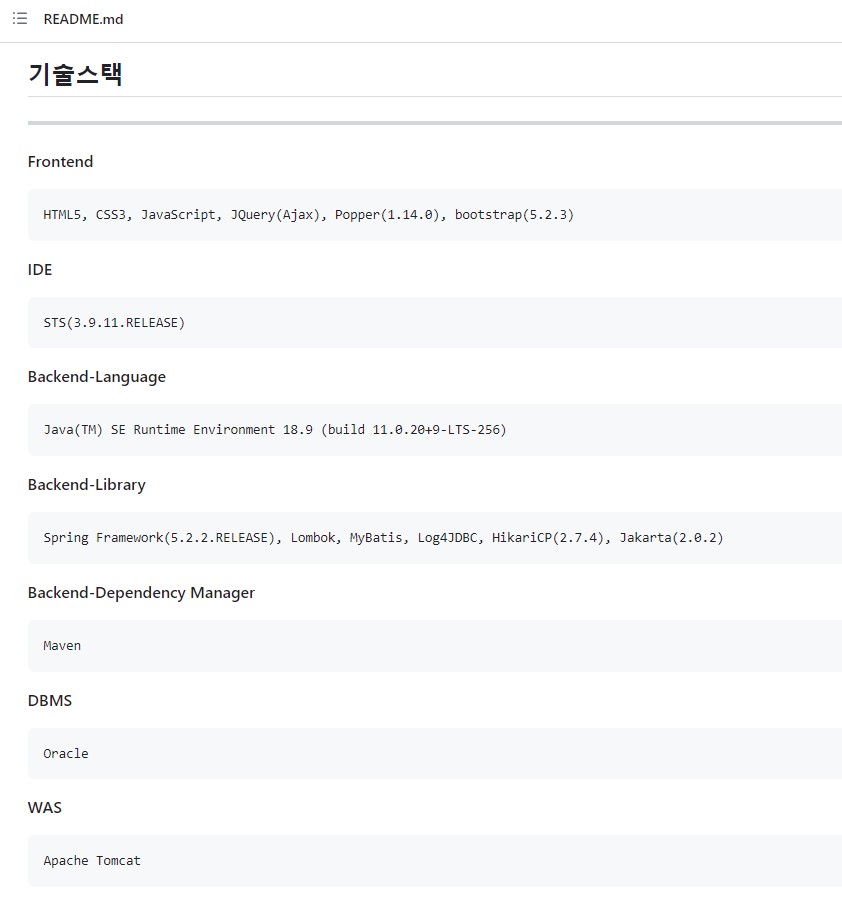 README.md
기술스택
Frontend
HTML5, CSS3, JavaScript, JQuery(Ajax), Popper(1.14.0), bootstrap(5.2.3)
IDE
STS(3.9.11.RELEASE)
Backend-Language
Java(TM) SE Runtime Environment 18.9 (build 11.0.20+9-LTS-256)
Backend-Library
Spring Framework(5.2.2.RELEASE), Lombok, MyBatis, Log4JDBC, HikariCP(2.7.4), Jakarta(2.0.2)
Backend-Dependency Manager
Maven
DBMS
Oracle
WAS
Apache Tomcat